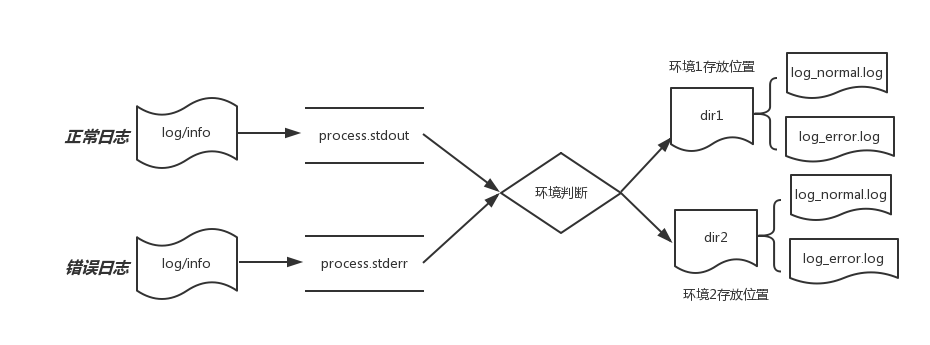 正常日志
log/info
process.stdout
错误日志
log/info
process.stderr
环境判断
环境1存放位置
dir1
log_normal.log
log_error.log
dir2
log_normal.log
log_error.log
环境2存放位置